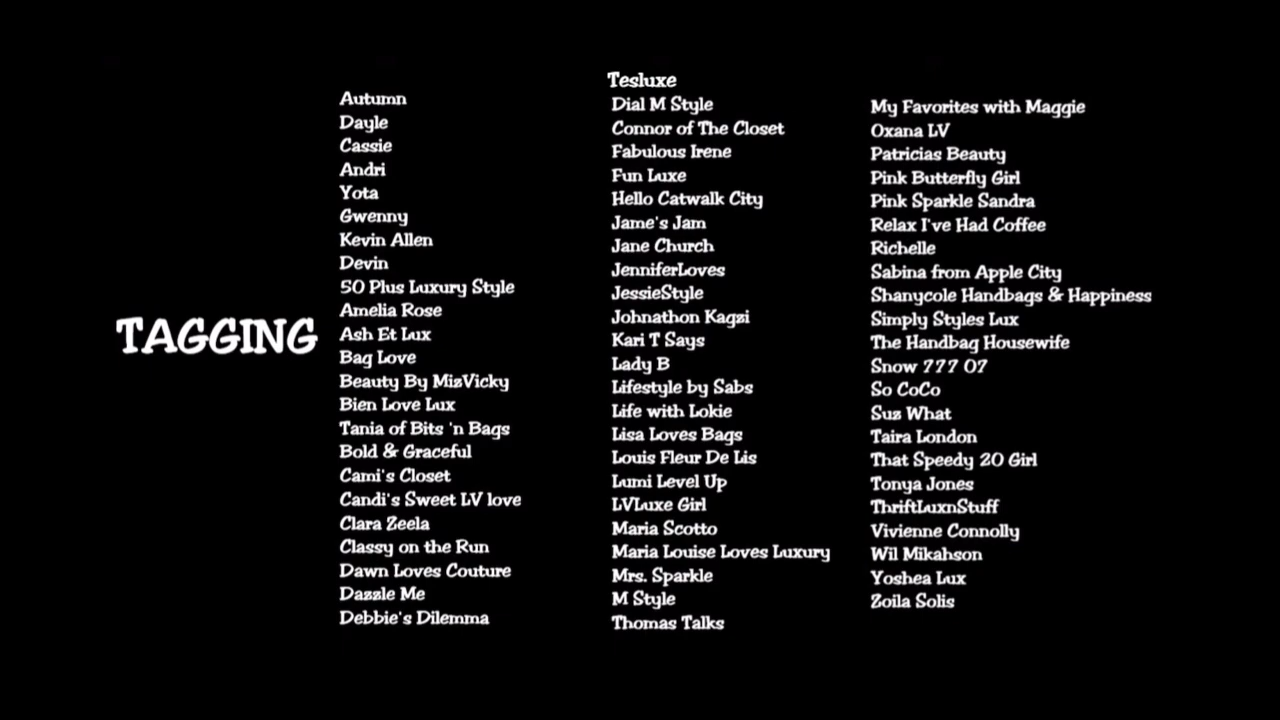 TAGGING
Autumn
Dayle
Cassie
Andri
Yota
Gwenny
Kevin Allen
Devin
50 Plus Luxury Style
Amelia Rose
Ash Et Lux
Bag Love
Beauty By MizVicky
Bien Love Lux
Tania of Bits 'n Bags
Bold & Graceful
Cami's Closet
Candi's Sweet LV love
Clara Zeela
Classy on the Run
Dawn Loves Couture
Dazzle Me
Debbie's Dilemma
Tesluxe
Dial M Style
Connor of The Closet
Fabulous Irene
Fun Luxe
Hello Catwalk City
Jame's Jam
Jane Church
JenniferLoves
JessieStyle
Johnathon Kagzi
Kari T Says
Lady B
Lifestyle by Sabs
Life with Lokie
Lisa Loves Bags
Louis Fleur De Lis
Lumi Level Up
LVLuxe Girl
Maria Scotto
Maria Louise Loves Luxury
Mrs. Sparkle
M Style
Thomas Talks
My Favorites with Maggie
Oxana LV
Patricias Beauty
Pink Butterfly Girl
Pink Sparkle Sandra
Relax I've Had Coffee
Richelle
Sabina from Apple City
Shanycole Handbags & Happiness
Simply Styles Lux
The Handbag Housewife
Snow 777 07
So CoCo
Suz What
Taira London
That Speedy 20 Girl
Tonya Jones
ThriftLuxnStuff
Vivienne Connolly
Wil Mikahson
Yoshea Lux
Zoila Solis